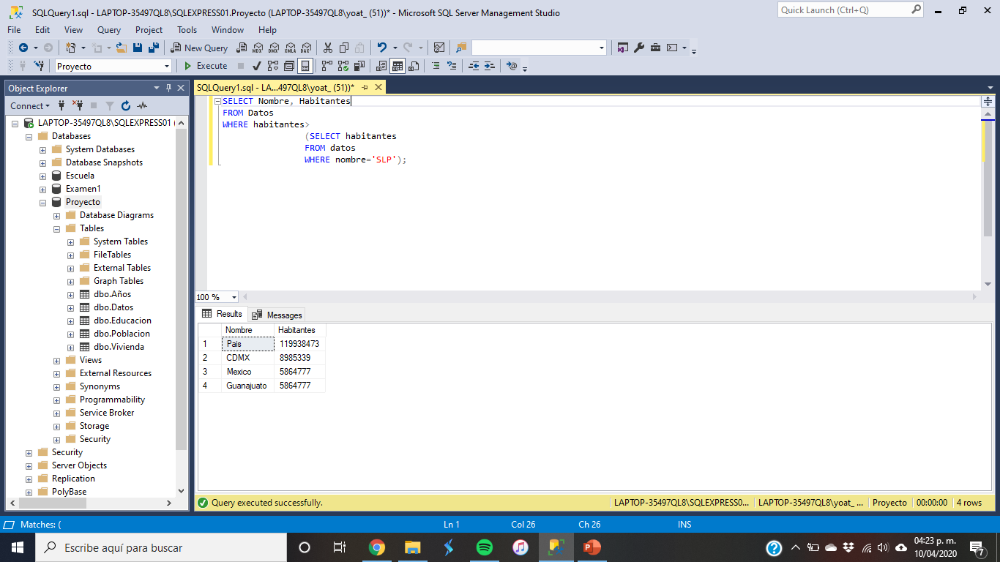 SQLQuery1.sql - LAPTOP-35497QL8\SQLEXPRESS01.Proyecto (LAPTOP-35497QL8\yoat_ (51))* - Microsoft SQL Server Management Studio
Quick Launch (Ctrl+Q)
File Edit View Query Project Tools Window Help
New Query MDX DMX XMLA DAX
Proyecto Execute
Object Explorer
SQLQuery1.sql - LA...497QL8\yoat_ (51))*
Connect
LAPTOP-35497QL8\SQLEXPRESS01 (
Databases
System Databases
Database Snapshots
Escuela
Examen1
Proyecto
Database Diagrams
Tables
System Tables
FileTables
External Tables
Graph Tables
dbo.Años
dbo.Datos
dbo.Educacion
dbo.Poblacion
dbo.Vivienda
Views
External Resources
Synonyms
Programmability
Service Broker
Storage
Security
Security
Server Objects
Replication
PolyBase
SELECT Nombre, Habitantes
FROM Datos
WHERE habitantes>
(SELECT habitantes
FROM datos
WHERE nombre='SLP');
100 %
Results Messages
Nombre Habitantes
1 Pais 119938473
2 CDMX 8985339
3 Mexico 5864777
4 Guanajuato 5864777
Query executed successfully. LAPTOP-35497QL8\SQLEXPRESS0... LAPTOP-35497QL8\yoat_ ... Proyecto 00:00:00 4 rows
Matches: ( Ln 1 Col 26 Ch 26 INS
Escribe aquí para buscar
04:23 p. m.
10/04/2020
7